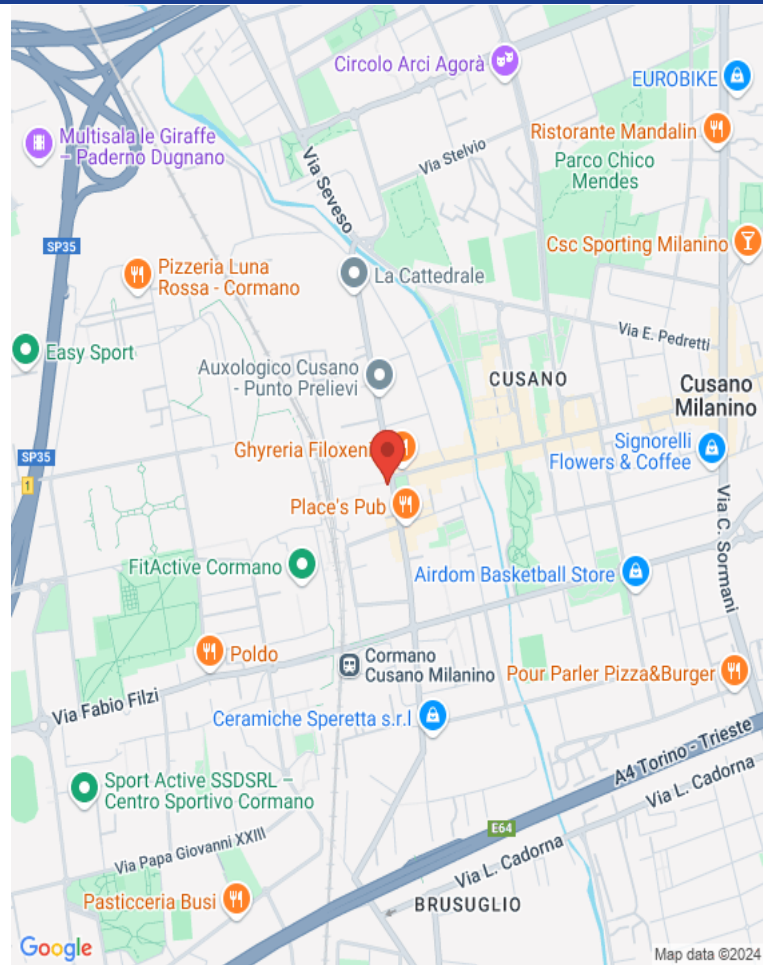 Circolo Arci Agorà
EUROBIKE
Multisala le Giraffe
– Paderno Dugnano
Ristorante Mandalin
Via Seveso
Via Stelvio
Parco Chico
Mendes
SP35
Csc Sporting Milanino
Pizzeria Luna
Rossa - Cormano
La Cattedrale
Via E. Pedretti
Easy Sport
Auxologico Cusano
- Punto Prelievi
CUSANO
Cusano
Milanino
Ghyreria Filoxeni
Signorelli
Flowers & Coffee
SP35
1
Place's Pub
Via C. Sormani
FitActive Cormano
Airdom Basketball Store
Poldo
Cormano
Cusano Milanino
Pour Parler Pizza&Burger
Via Fabio Filzi
Ceramiche Speretta s.r.l
A4 Torino - Trieste
Sport Active SSDSRL –
Centro Sportivo Cormano
Via L. Cadorna
E64
Via Papa Giovanni XXIII
Via L. Cadorna
Pasticceria Busi
BRUSUGLIO
Google
Map data ©2024